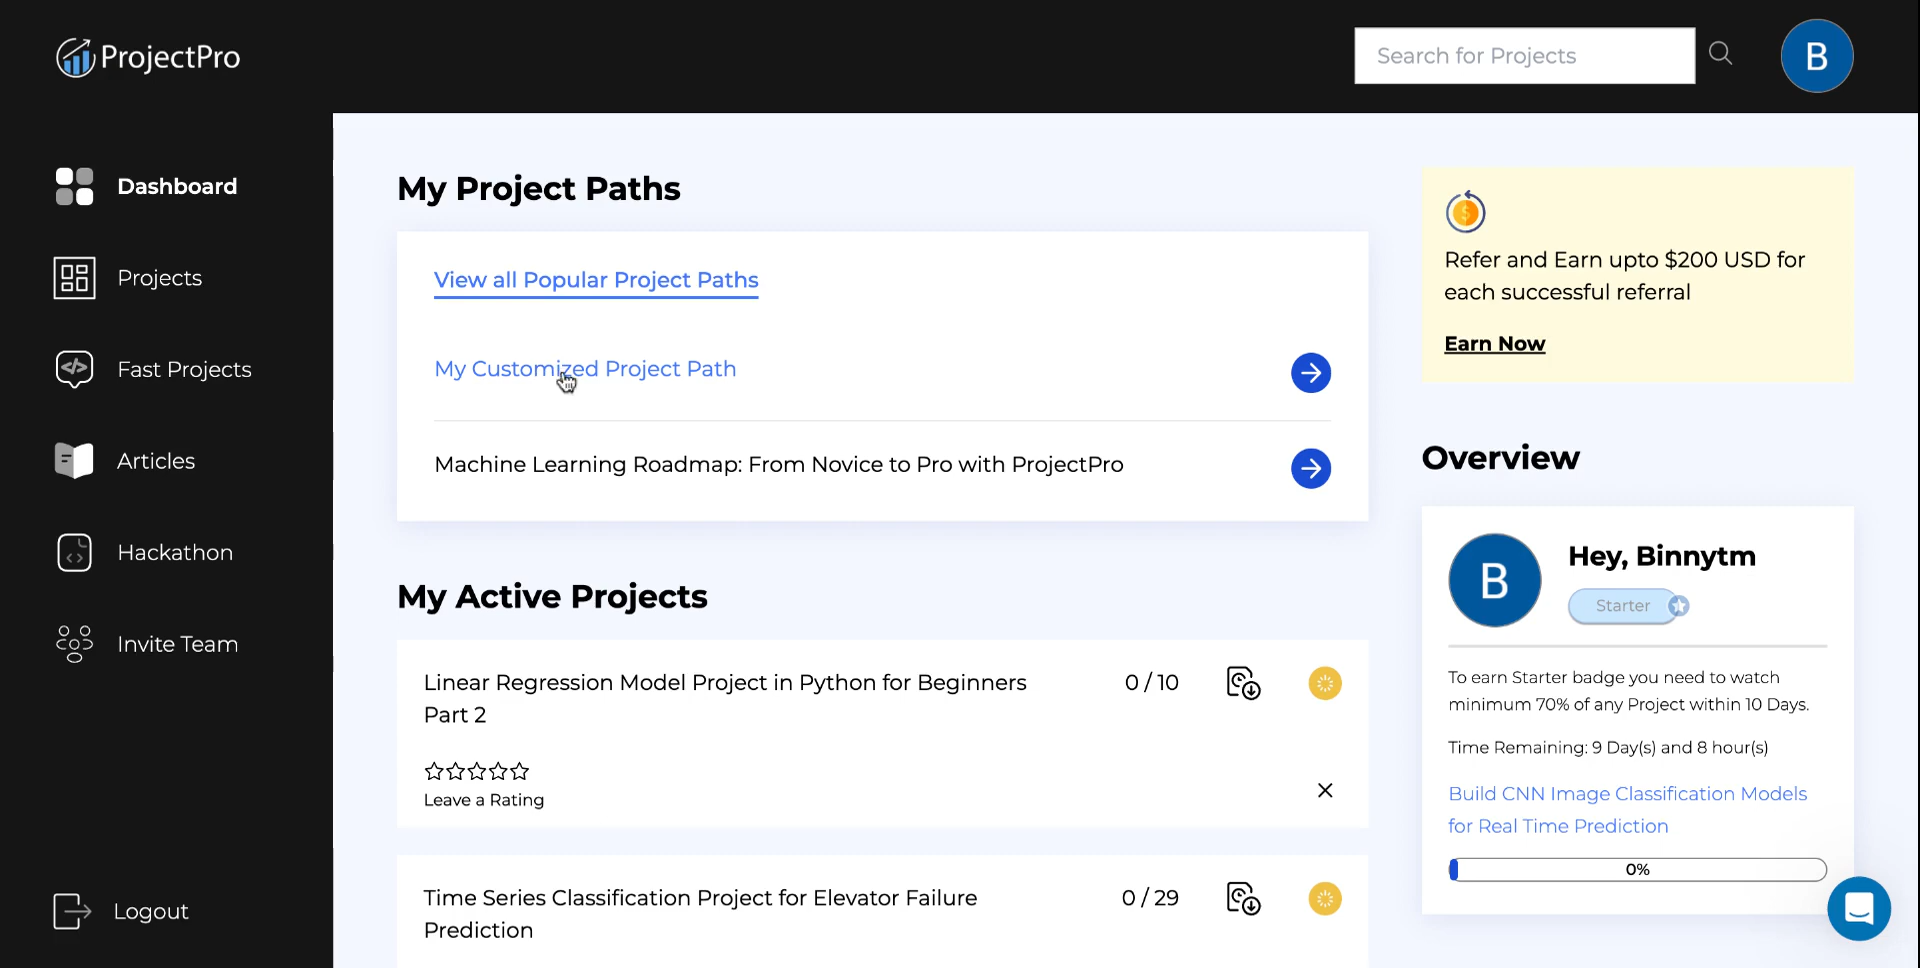 ProjectPro
Search for Projects
B
Dashboard
Projects
Fast Projects
Articles
Hackathon
Invite Team
Logout
My Project Paths
View all Popular Project Paths
My Customized Project Path
Machine Learning Roadmap: From Novice to Pro with ProjectPro
My Active Projects
Linear Regression Model Project in Python for Beginners
Part 2
0 / 10
Leave a Rating
Time Series Classification Project for Elevator Failure
Prediction
0 / 29
$
Refer and Earn upto $200 USD for
each successful referral
Earn Now
Overview
B
Hey, Binnytm
Starter
To earn Starter badge you need to watch
minimum 70% of any Project within 10 Days.
Time Remaining: 9 Day(s) and 8 hour(s)
Build CNN Image Classification Models
for Real Time Prediction
0%